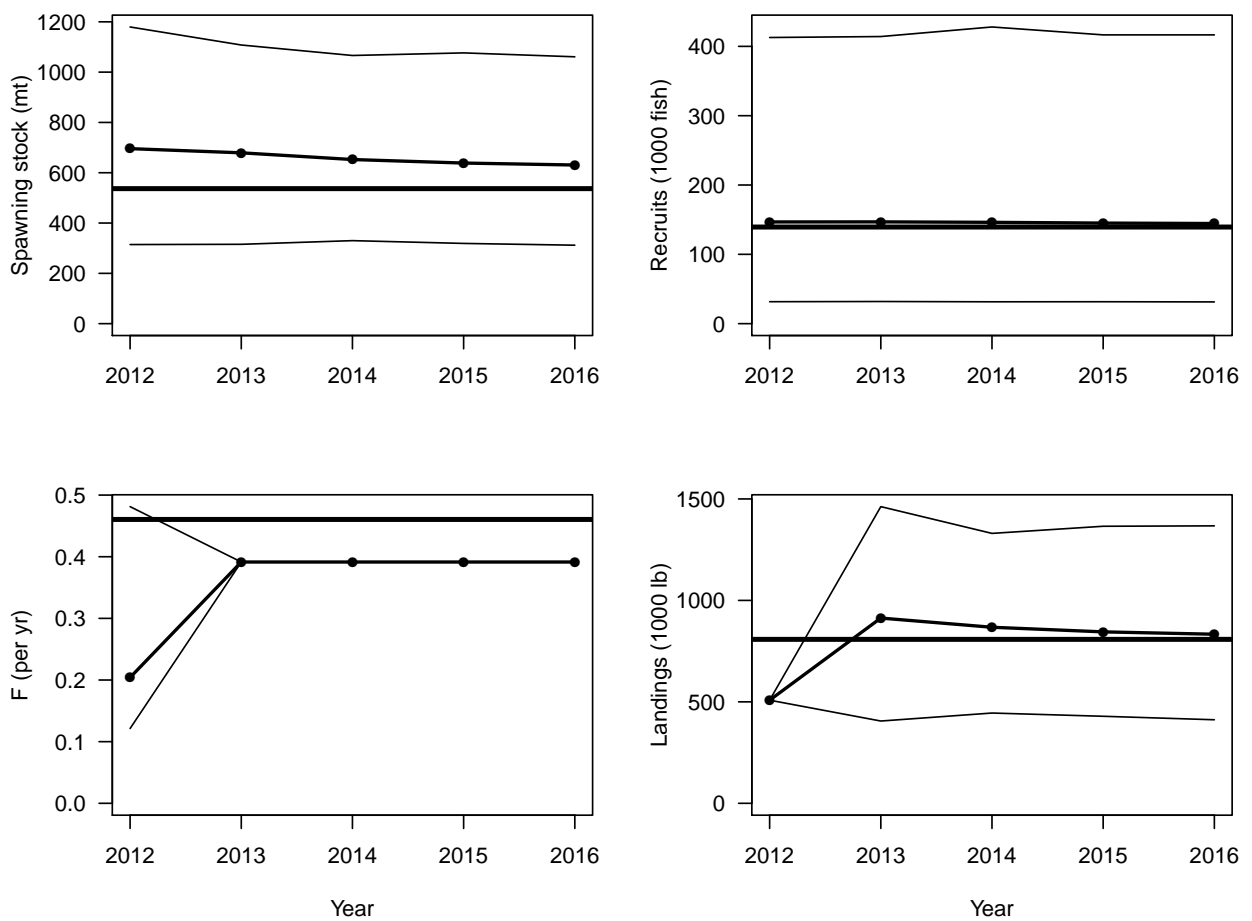 Spawning stock (mt)
1200
1000
800
600
400
200
0
2012 2013 2014 2015 2016
Recruits (1000 fish)
400
300
200
100
0
2012 2013 2014 2015 2016
F (per yr)
0.5
0.4
0.3
0.2
0.1
0.0
2012 2013 2014 2015 2016
Year
Landings (1000 lb)
1500
1000
500
0
2012 2013 2014 2015 2016
Year